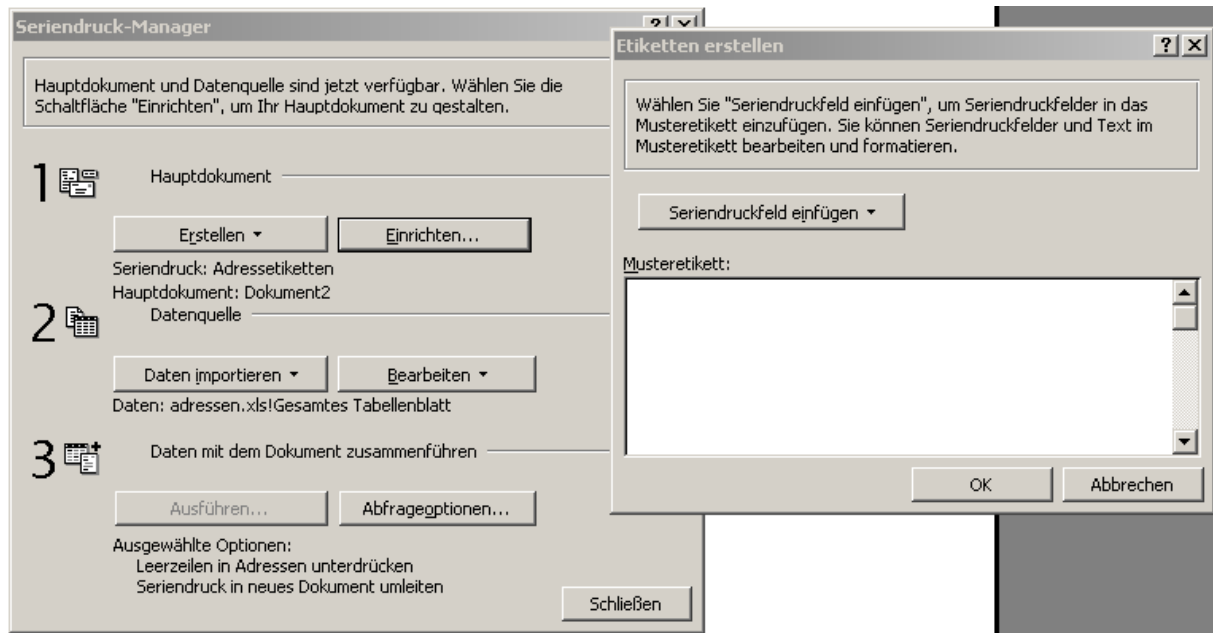 Seriendruck-Manager
Hauptdokument und Datenquelle sind jetzt verfügbar. Wählen Sie die
Schaltfläche "Einrichten", um Ihr Hauptdokument zu gestalten.
1
Hauptdokument
Erstellen
Einrichten...
Seriendruck: Adressetiketten
Hauptdokument: Dokument2
2
Datenquelle
Daten importieren
Bearbeiten
Daten: adressen.xls!Gesamtes Tabellenblatt
3
Daten mit dem Dokument zusammenführen
Ausführen...
Abfrageoptionen...
Ausgewählte Optionen:
Leerzeilen in Adressen unterdrücken
Seriendruck in neues Dokument umleiten
Schließen
Etiketten erstellen
Wählen Sie "Seriendruckfeld einfügen", um Seriendruckfelder in das
Musteretikett einzufügen. Sie können Seriendruckfelder und Text im
Musteretikett bearbeiten und formatieren.
Seriendruckfeld einfügen
Musteretikett:
OK
Abbrechen